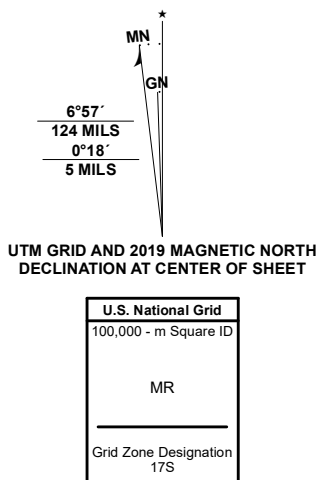 ★
MN
GN
6°57´
124 MILS
0°18´
5 MILS
UTM GRID AND 2019 MAGNETIC NORTH
DECLINATION AT CENTER OF SHEET
U.S. National Grid
100,000 - m Square ID
MR
Grid Zone Designation
17S